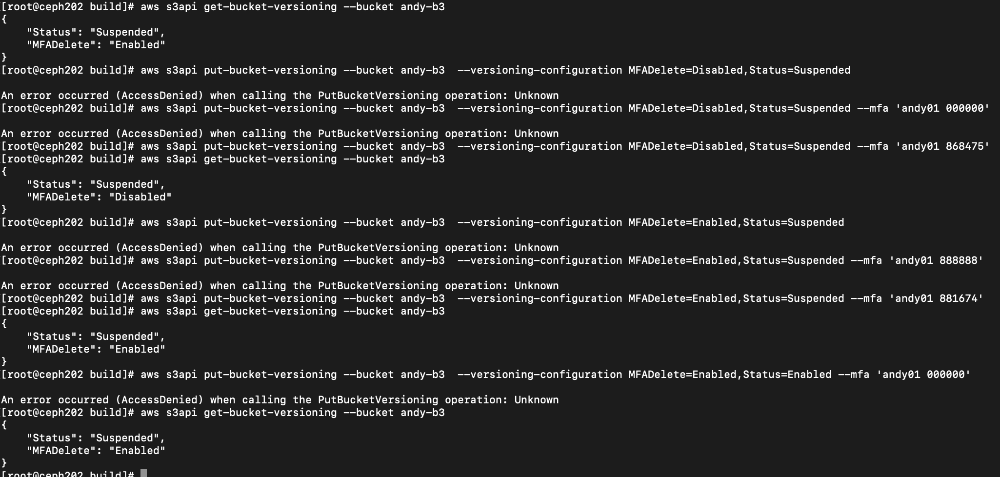 [root@ceph202 build]# aws s3api get-bucket-versioning --bucket andy-b3
{
    "Status": "Suspended",
    "MFADelete": "Enabled"
}
[root@ceph202 build]# aws s3api put-bucket-versioning --bucket andy-b3  --versioning-configuration MFADelete=Disabled,Status=Suspended

An error occurred (AccessDenied) when calling the PutBucketVersioning operation: Unknown
[root@ceph202 build]# aws s3api put-bucket-versioning --bucket andy-b3  --versioning-configuration MFADelete=Disabled,Status=Suspended --mfa 'andy01 000000'

An error occurred (AccessDenied) when calling the PutBucketVersioning operation: Unknown
[root@ceph202 build]# aws s3api put-bucket-versioning --bucket andy-b3  --versioning-configuration MFADelete=Disabled,Status=Suspended --mfa 'andy01 868475'
[root@ceph202 build]# aws s3api get-bucket-versioning --bucket andy-b3
{
    "Status": "Suspended",
    "MFADelete": "Disabled"
}
[root@ceph202 build]# aws s3api put-bucket-versioning --bucket andy-b3  --versioning-configuration MFADelete=Enabled,Status=Suspended

An error occurred (AccessDenied) when calling the PutBucketVersioning operation: Unknown
[root@ceph202 build]# aws s3api put-bucket-versioning --bucket andy-b3  --versioning-configuration MFADelete=Enabled,Status=Suspended --mfa 'andy01 888888'

An error occurred (AccessDenied) when calling the PutBucketVersioning operation: Unknown
[root@ceph202 build]# aws s3api put-bucket-versioning --bucket andy-b3  --versioning-configuration MFADelete=Enabled,Status=Suspended --mfa 'andy01 881674'
[root@ceph202 build]# aws s3api get-bucket-versioning --bucket andy-b3
{
    "Status": "Suspended",
    "MFADelete": "Enabled"
}
[root@ceph202 build]# aws s3api put-bucket-versioning --bucket andy-b3  --versioning-configuration MFADelete=Enabled,Status=Enabled --mfa 'andy01 000000'

An error occurred (AccessDenied) when calling the PutBucketVersioning operation: Unknown
[root@ceph202 build]# aws s3api get-bucket-versioning --bucket andy-b3
{
    "Status": "Suspended",
    "MFADelete": "Enabled"
}
[root@ceph202 build]#